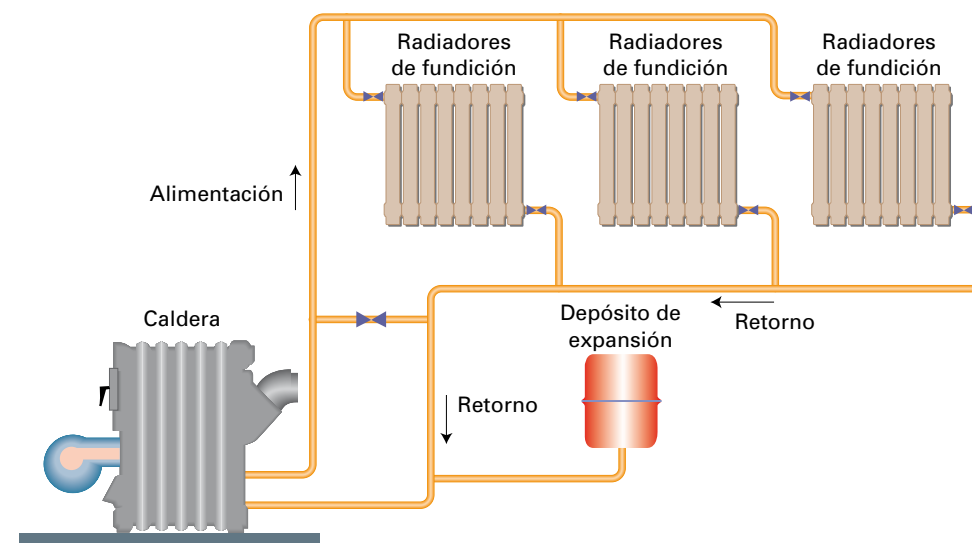 Radiadores
de fundición
Radiadores
de fundición
Radiadores
de fundición
Alimentación
Caldera
Depósito de
expansión
Retorno
Retorno